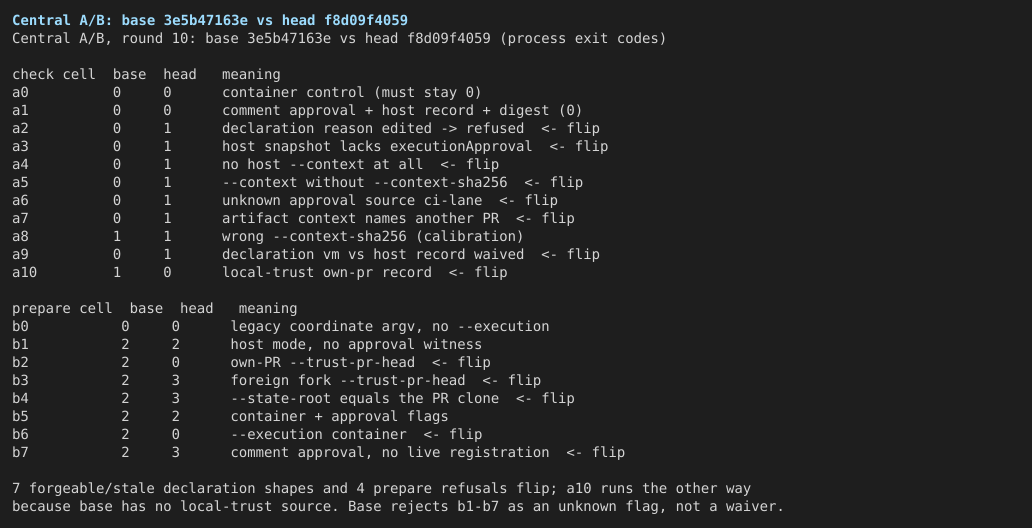 Central A/B: base 3e5b47163e vs head f8d09f4059
Central A/B, round 10: base 3e5b47163e vs head f8d09f4059 (process exit codes)
check cell  base  head   meaning
a0          0     0      container control (must stay 0)
a1          0     0      comment approval + host record + digest (0)
a2          0     1      declaration reason edited -> refused  <- flip
a3          0     1      host snapshot lacks executionApproval  <- flip
a4          0     1      no host --context at all  <- flip
a5          0     1      --context without --context-sha256  <- flip
a6          0     1      unknown approval source ci-lane  <- flip
a7          0     1      artifact context names another PR  <- flip
a8          1     1      wrong --context-sha256 (calibration)
a9          0     1      declaration vm vs host record waived  <- flip
a10         1     0      local-trust own-pr record  <- flip
prepare cell  base  head   meaning
b0           0     0      legacy coordinate argv, no --execution
b1           2     2      host mode, no approval witness
b2           2     0      own-PR --trust-pr-head  <- flip
b3           2     3      foreign fork --trust-pr-head  <- flip
b4           2     3      --state-root equals the PR clone  <- flip
b5           2     2      container + approval flags
b6           2     0      --execution container  <- flip
b7           2     3      comment approval, no live registration  <- flip
7 forgeable/stale declaration shapes and 4 prepare refusals flip; a10 runs the other way
because base has no local-trust source. Base rejects b1-b7 as an unknown flag, not a waiver.